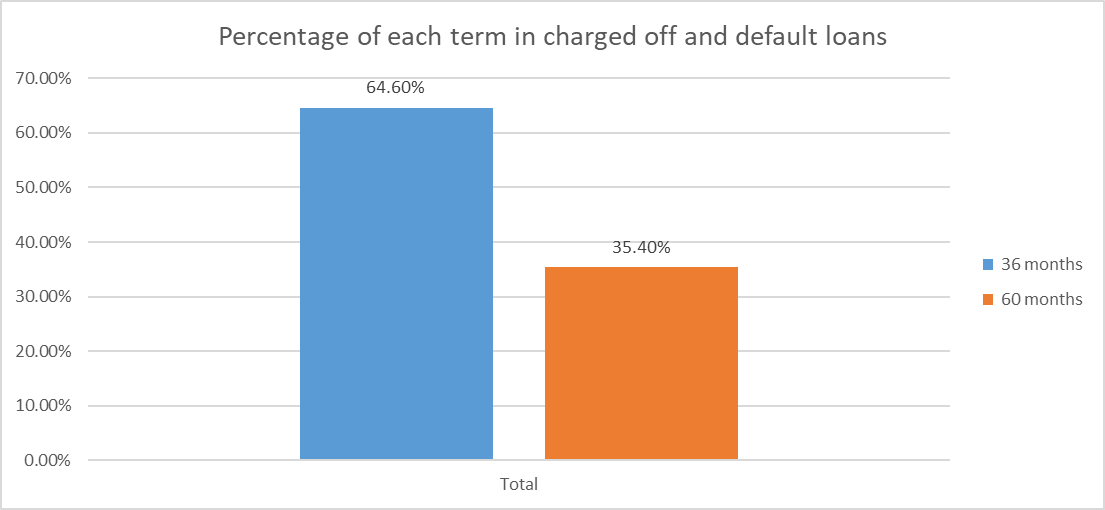 Percentage of each term in charged off and default loans
70.00%
60.00%
50.00%
40.00%
30.00%
20.00%
10.00%
0.00%
64.60%
35.40%
Total
36 months
60 months